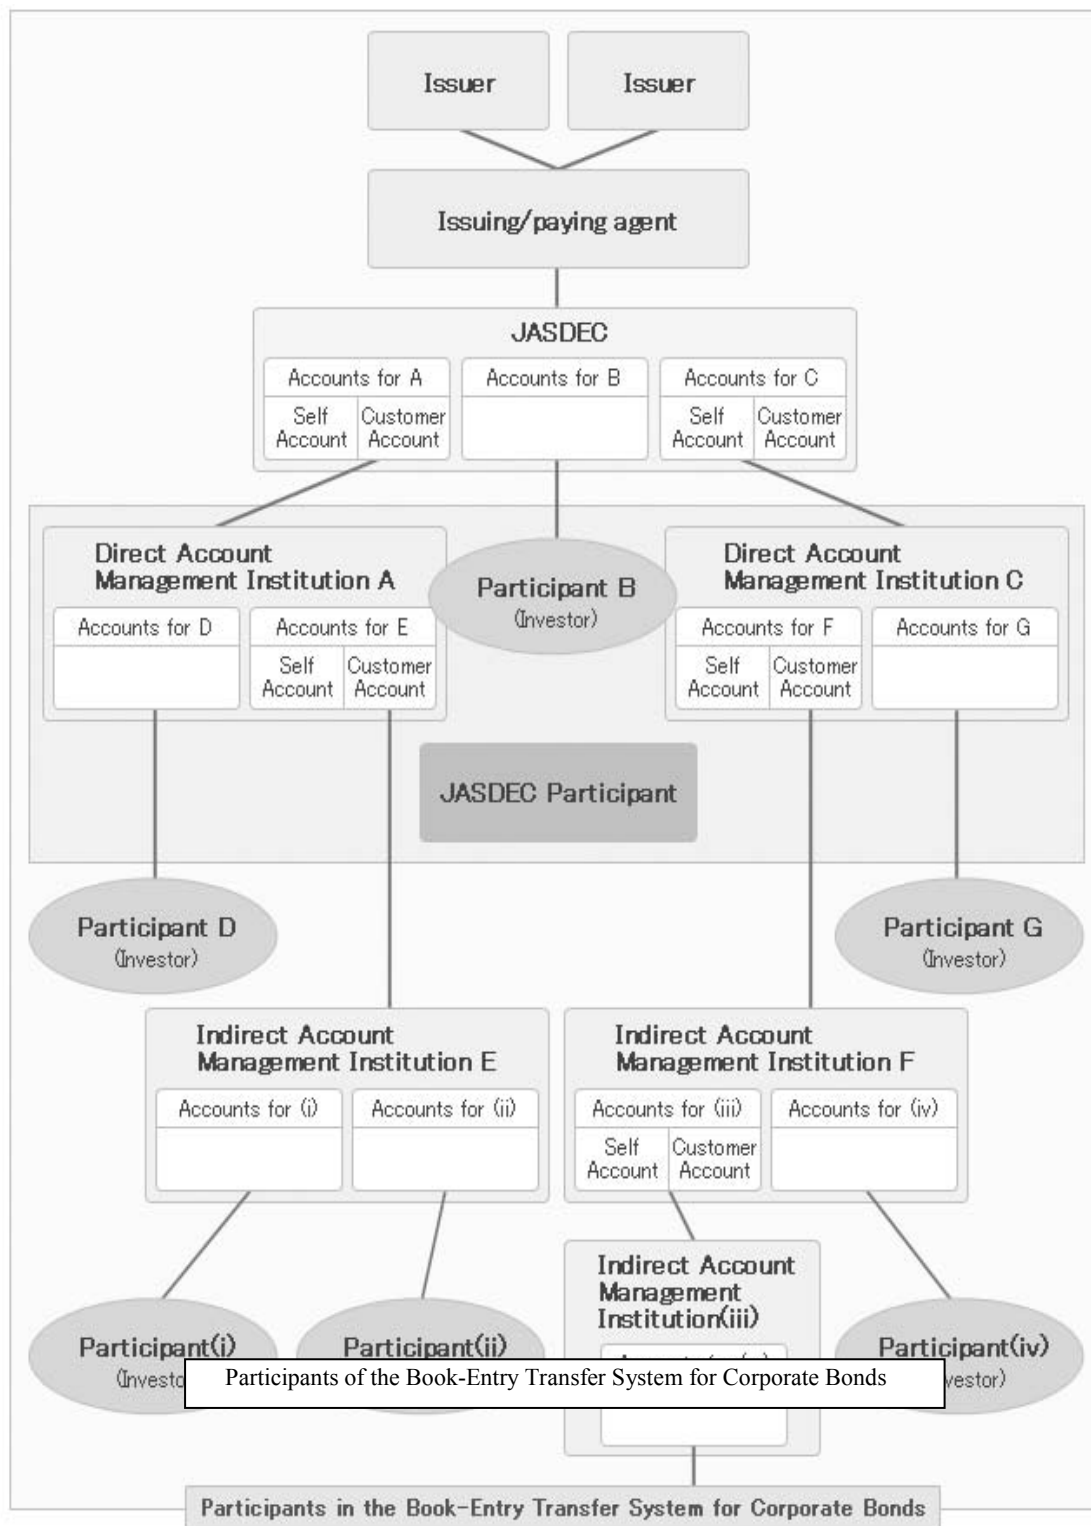 Issuer
Issuer
Issuing/paying agent
JASDEC
Accounts for A
Accounts for B
Accounts for C
Self
Account
Customer
Account
Self
Account
Customer
Account
Direct Account
Management Institution A
Participant B
(Investor)
Direct Account
Management Institution C
Accounts for D
Accounts for E
Self
Account
Customer
Account
Accounts for F
Self
Account
Customer
Account
Accounts for G
JASDEC Participant
Participant D
(Investor)
Participant G
(Investor)
Indirect Account
Management Institution E
Indirect Account
Management Institution F
Accounts for (i)
Accounts for (ii)
Accounts for (iii)
Self
Account
Customer
Account
Accounts for (iv)
Indirect Account
Management
Institution(iii)
Participant(i)
Participant(ii)
Participant(iv)
Participants of the Book-Entry Transfer System for Corporate Bonds
Participants in the Book-Entry Transfer System for Corporate Bonds